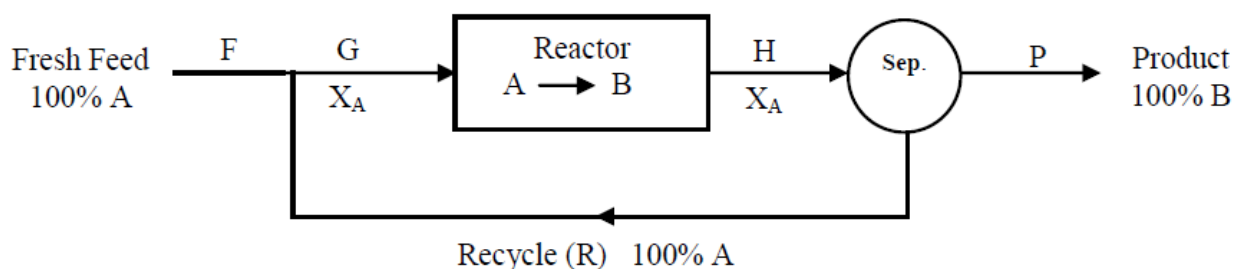 Fresh Feed
100% A
F
G
X_A
Reactor
A → B
H
X_A
Sep.
P
Product
100% B
Recycle (R) 100% A